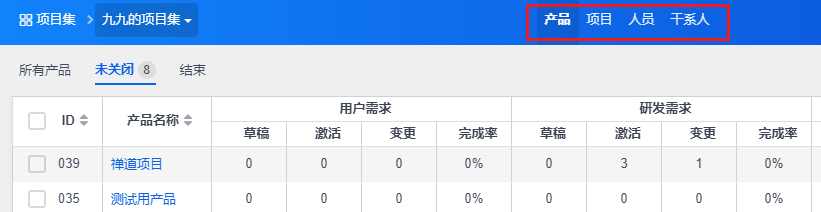 项目集 九九的项目集 产品 项目 人员 干系人
所有产品 未关闭 8 结束
用户需求 研发需求
ID 产品名称 草稿 激活 变更 完成率 草稿 激活 变更 完成率
039 禅道项目 0 0 0 0% 0 3 1 0%
035 测试用产品 0 0 0 0% 0 0 0 0%